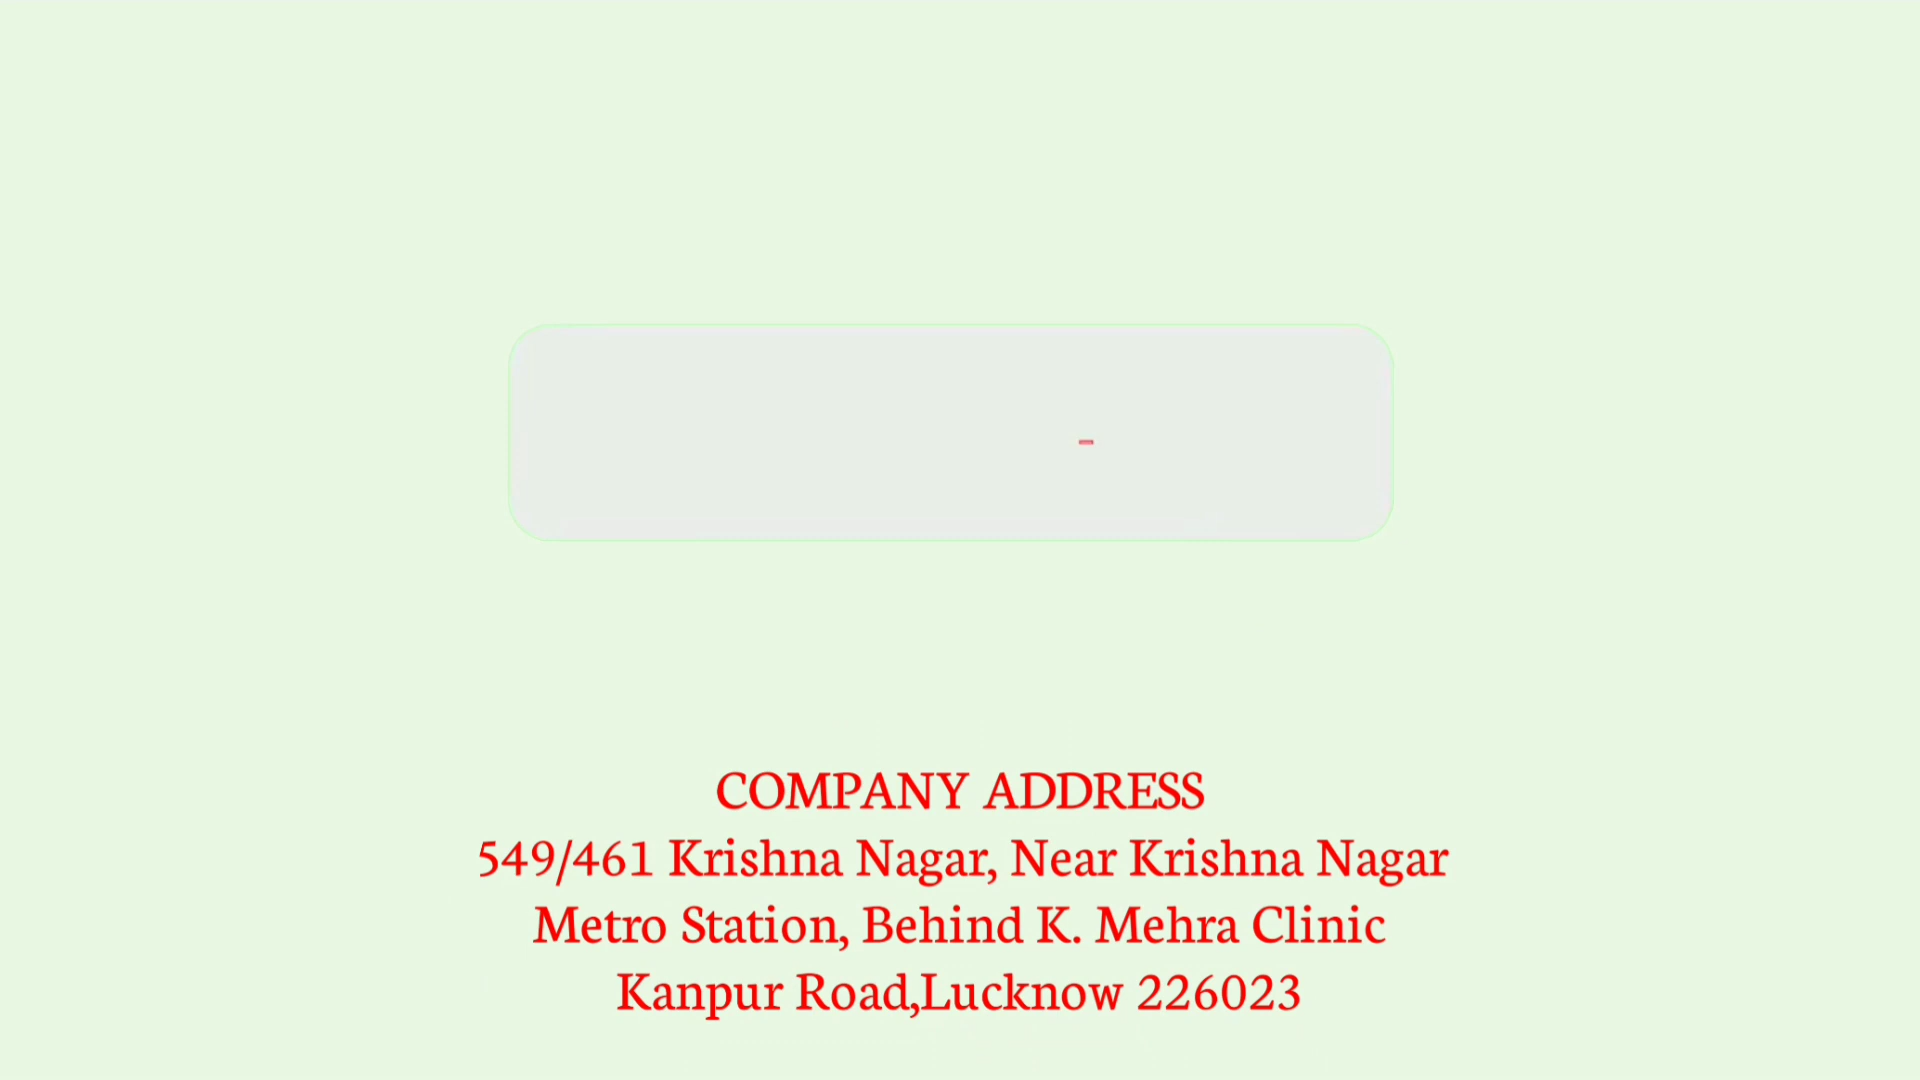 COMPANY ADDRESS
549/461 Krishna Nagar, Near Krishna Nagar
Metro Station, Behind K. Mehra Clinic
Kanpur Road,Lucknow 226023